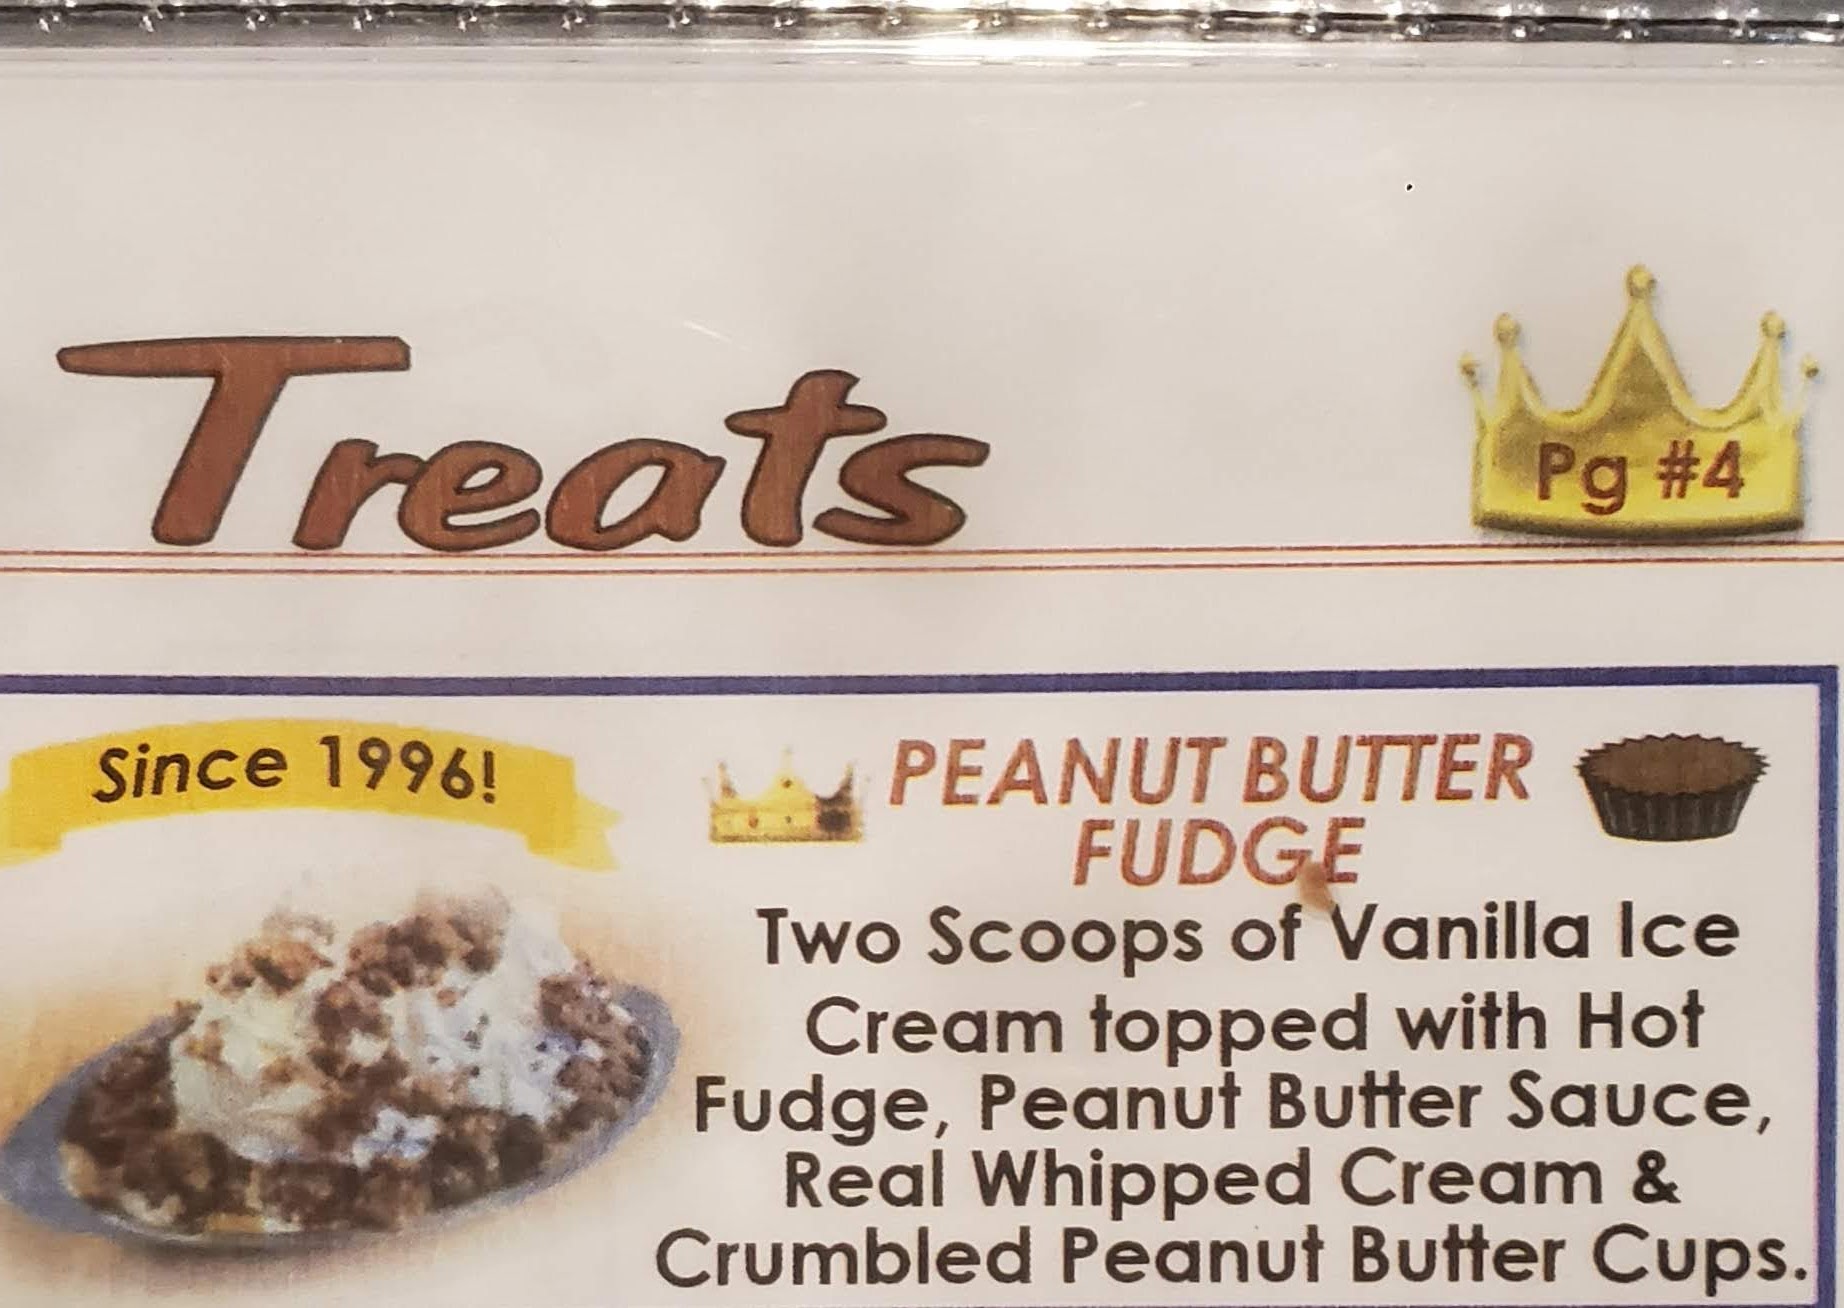 Treats
Pg #4
Since 1996!
PEANUT BUTTER
FUDGE
Two Scoops of Vanilla Ice
Cream topped with Hot
Fudge, Peanut Butter Sauce,
Real Whipped Cream &
Crumbled Peanut Butter Cups.